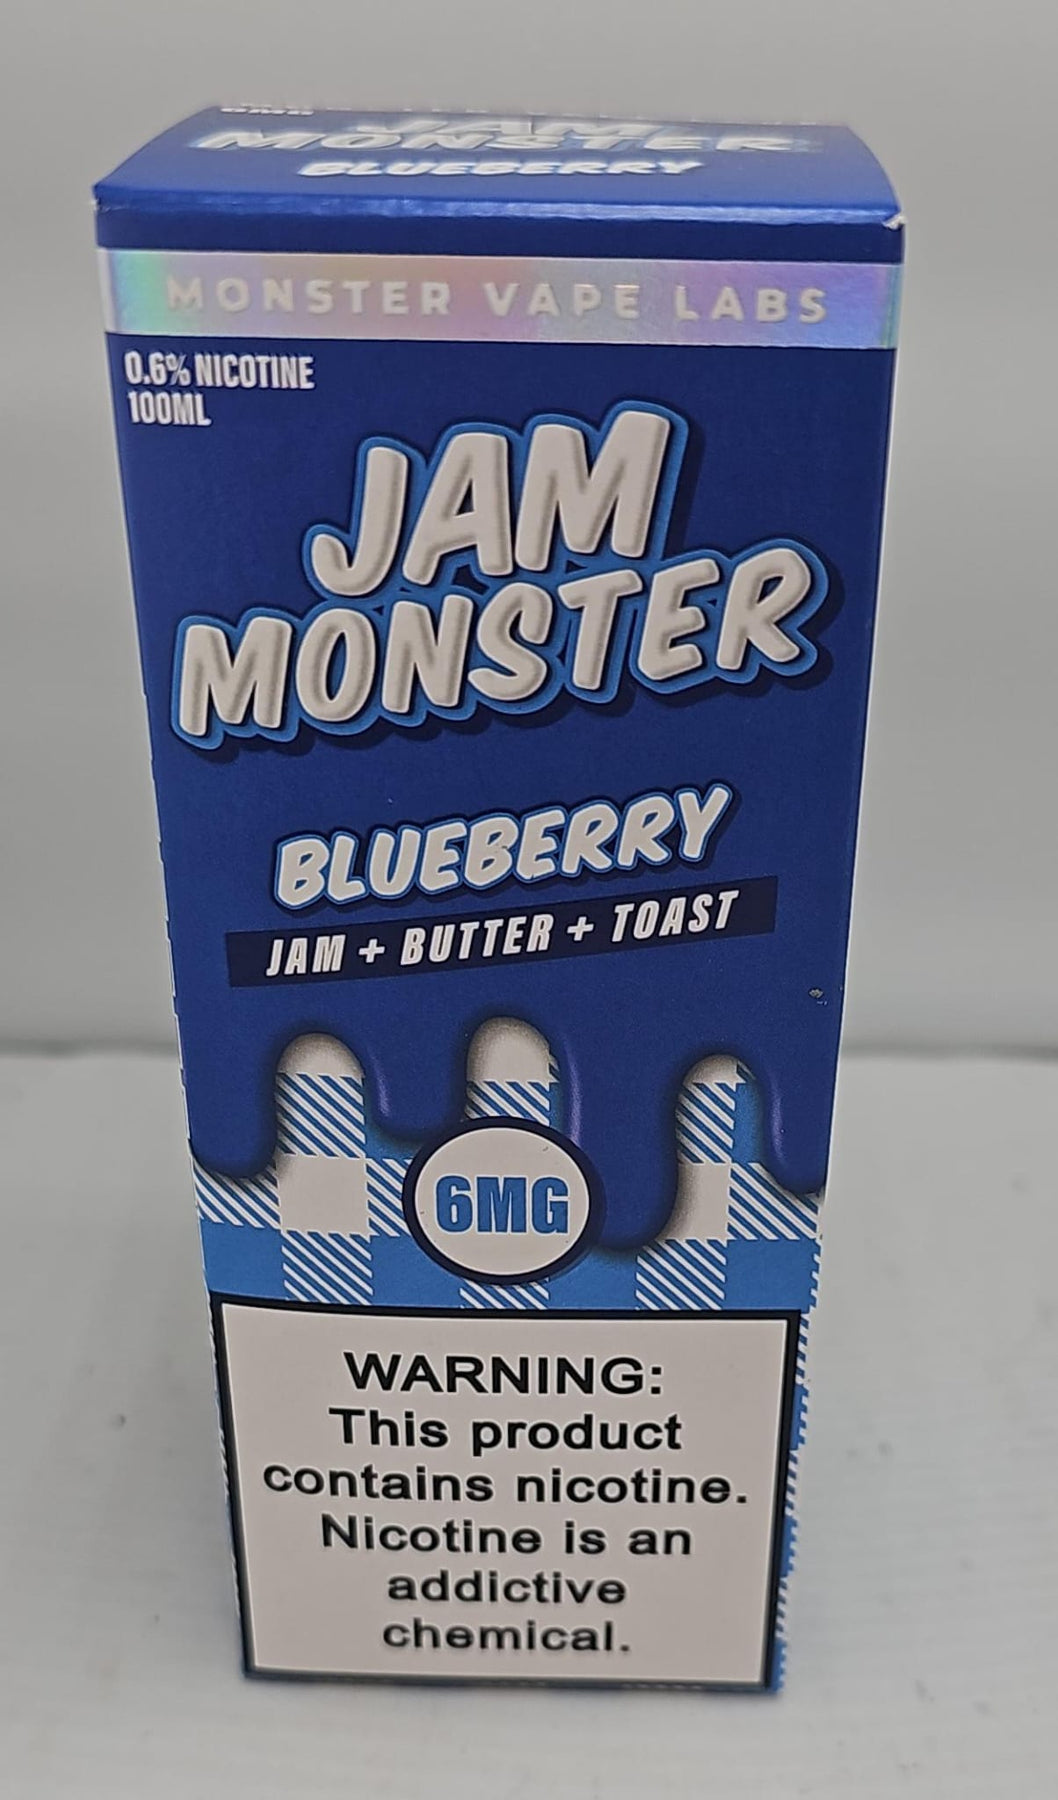 JAM
MONSTER
BLUEBERRY
MONSTER VAPE LABS
0.6% NICOTINE
100ML
JAM
MONSTER
BLUEBERRY
JAM + BUTTER + TOAST
6MG
WARNING:
This product
contains nicotine.
Nicotine is an
addictive
chemical.